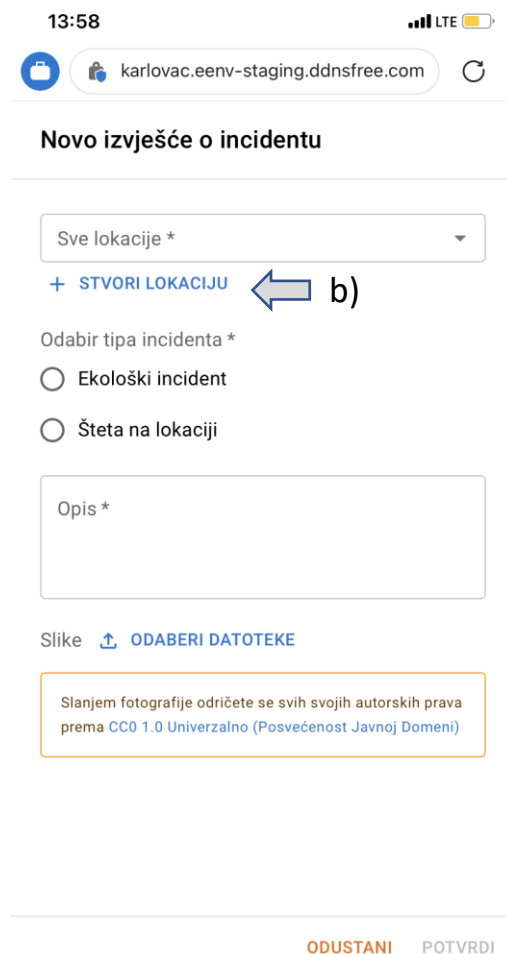 13:58 LTE
karlovac.eenv-staging.ddnsfree.com
Novo izvješće o incidentu
Sve lokacije *
+ STVORI LOKACIJU b)
Odabir tipa incidenta *
Ekološki incident
Šteta na lokaciji
Opis *
Slike ODABERI DATOTEKE
Slanjem fotografije odričete se svih svojih autorskih prava
prema CC0 1.0 Univerzalno (Posvećenost Javnoj Domeni)
ODUSTANI POTVRDI